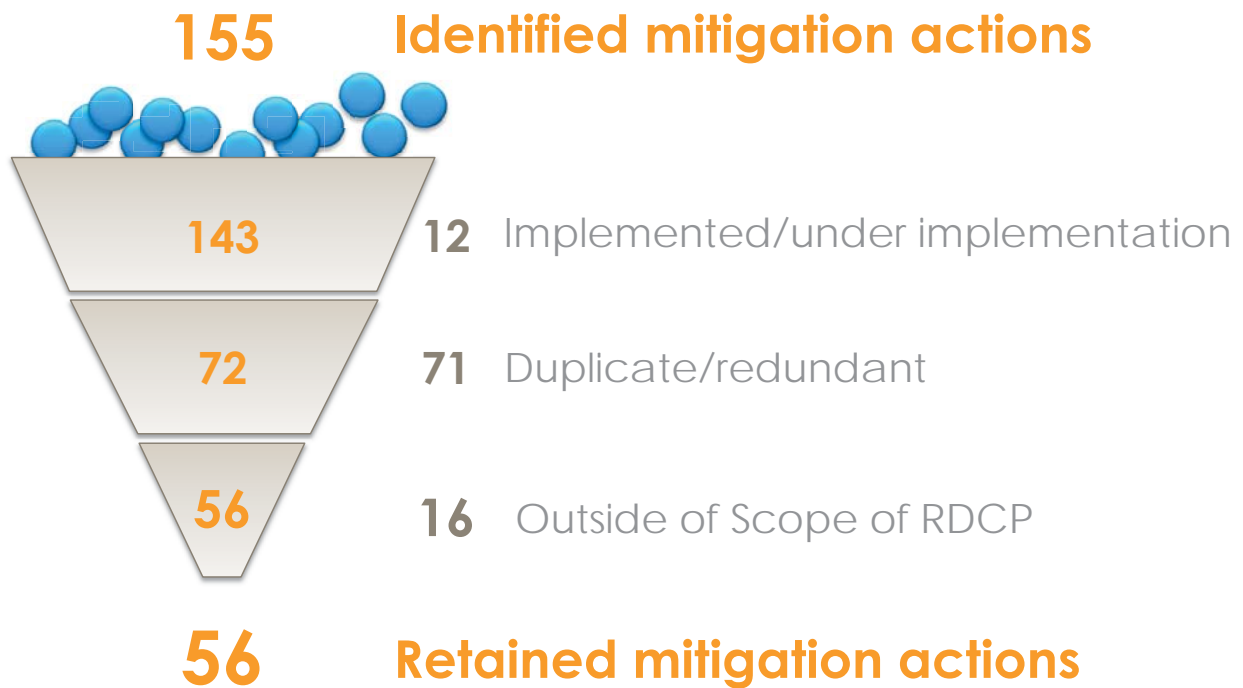 155 Identified mitigation actions
143 12 Implemented/under implementation
72 71 Duplicate/redundant
56 16 Outside of Scope of RDCP
56 Retained mitigation actions